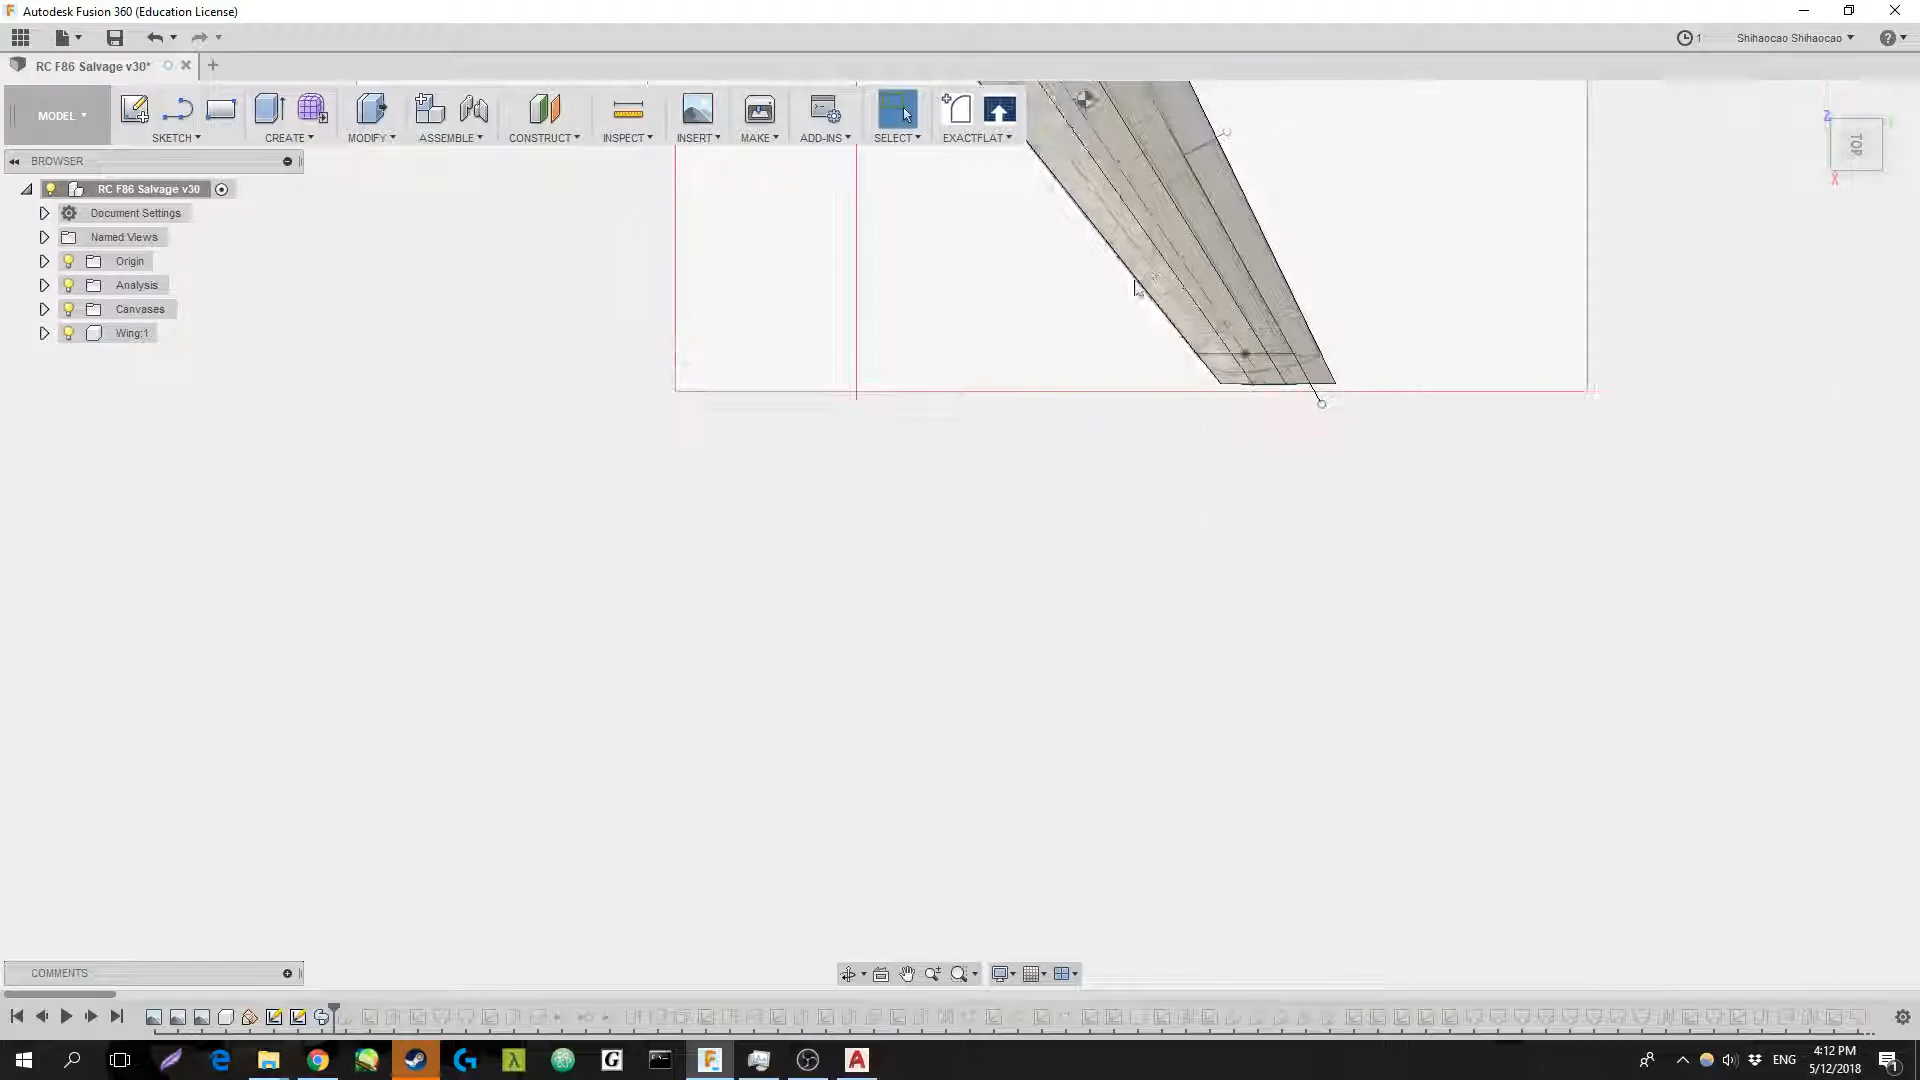 Autodesk Fusion 360 (Education License)
1
Shihaocao Shihaocao
RC F86 Salvage v30*
MODEL
SKETCH
CREATE
MODIFY
ASSEMBLE
CONSTRUCT
INSPECT
INSERT
MAKE
ADD-INS
SELECT
EXACTFLAT
Z
TOP
X
BROWSER
RC F86 Salvage v30
Document Settings
Named Views
Origin
Analysis
Canvases
Wing:1
COMMENTS
ENG
4:12 PM
5/12/2018
1